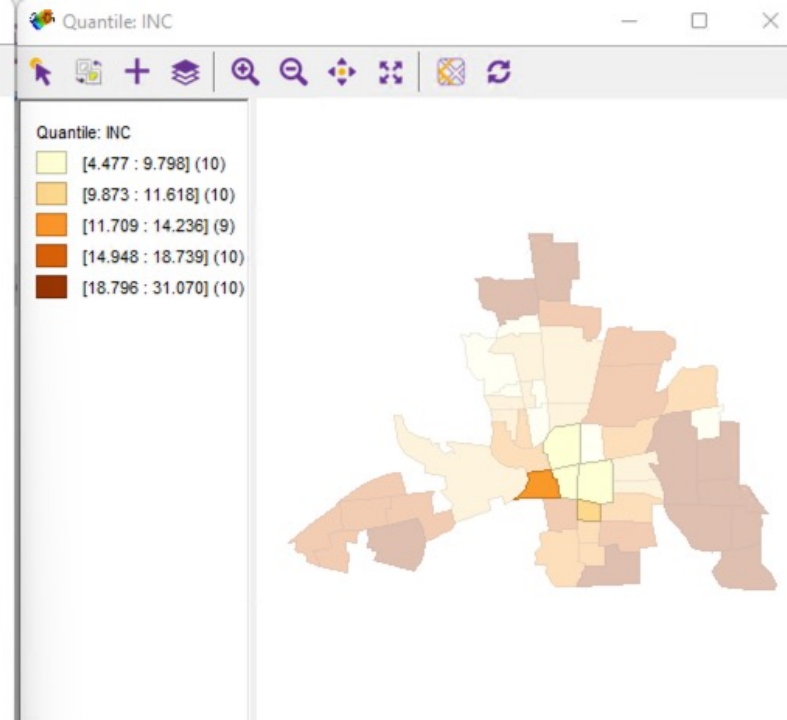 Quantile: INC
Quantile: INC
[4.477 : 9.798] (10)
[9.873 : 11.618] (10)
[11.709 : 14.236] (9)
[14.948 : 18.739] (10)
[18.796 : 31.070] (10)